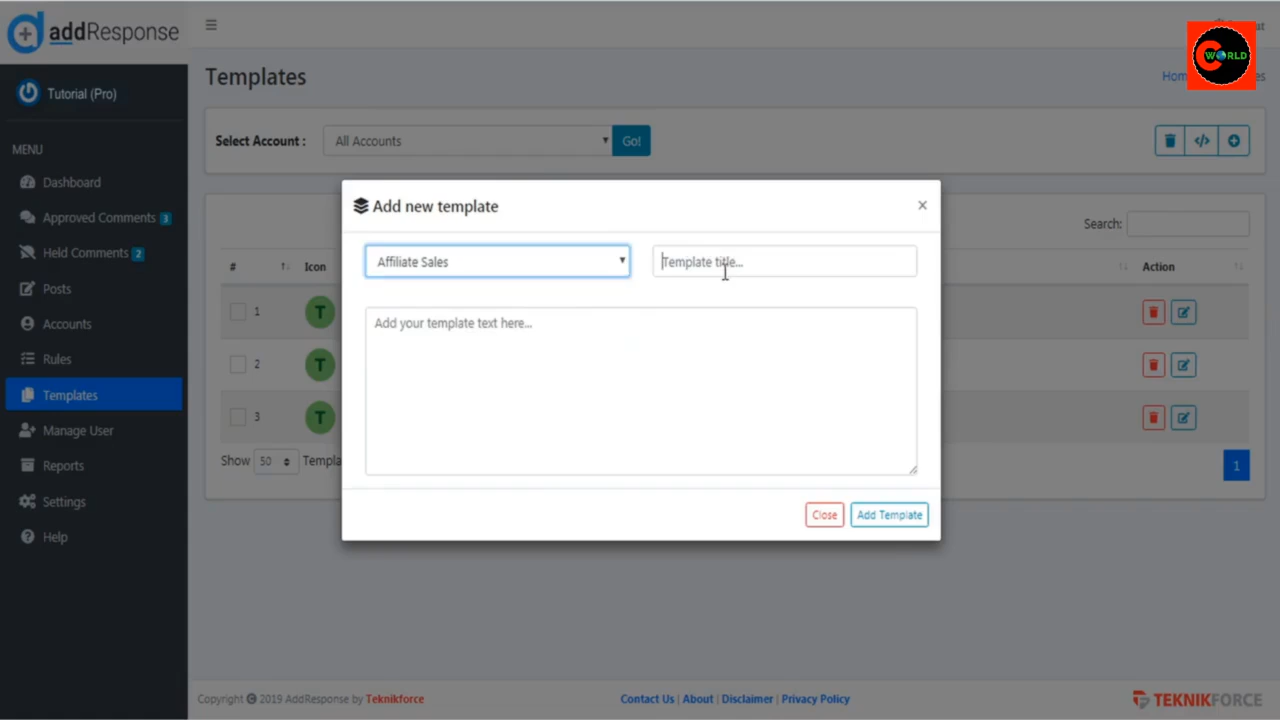 addResponse
WORLD
Tutorial (Pro)
MENU
Dashboard
Approved Comments 3
Held Comments 2
Posts
Accounts
Rules
Templates
Manage User
Reports
Settings
Help
Templates
Select Account : All Accounts Go!
Search:
# Icon Action
1 T
2 T
3 T
Show 50
1
Add new template ×
Affiliate Sales Template title...
Add your template text here...
Close Add Template
Copyright © 2019 AddResponse by Teknikforce
Contact Us | About | Disclaimer | Privacy Policy
TEKNIKFORCE